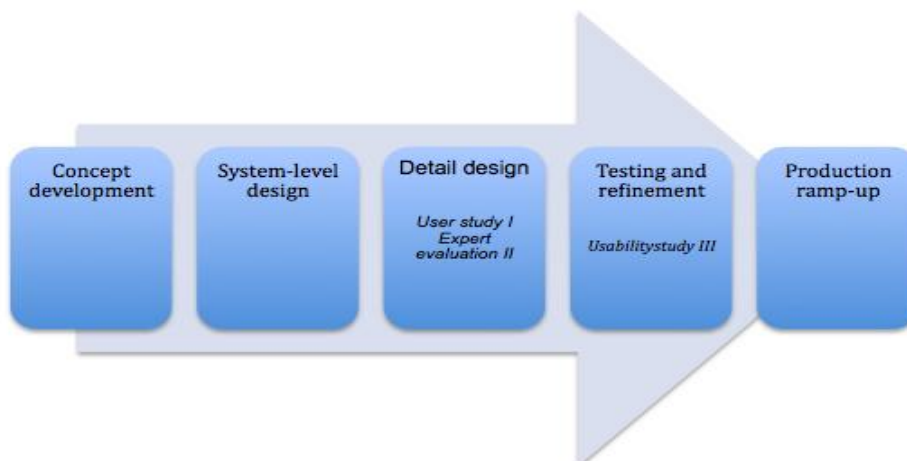 Concept
development
System-level
design
Detail design
User study I
Expert
evaluation II
Testing and
refinement
Usabilitystudy III
Production
ramp-up